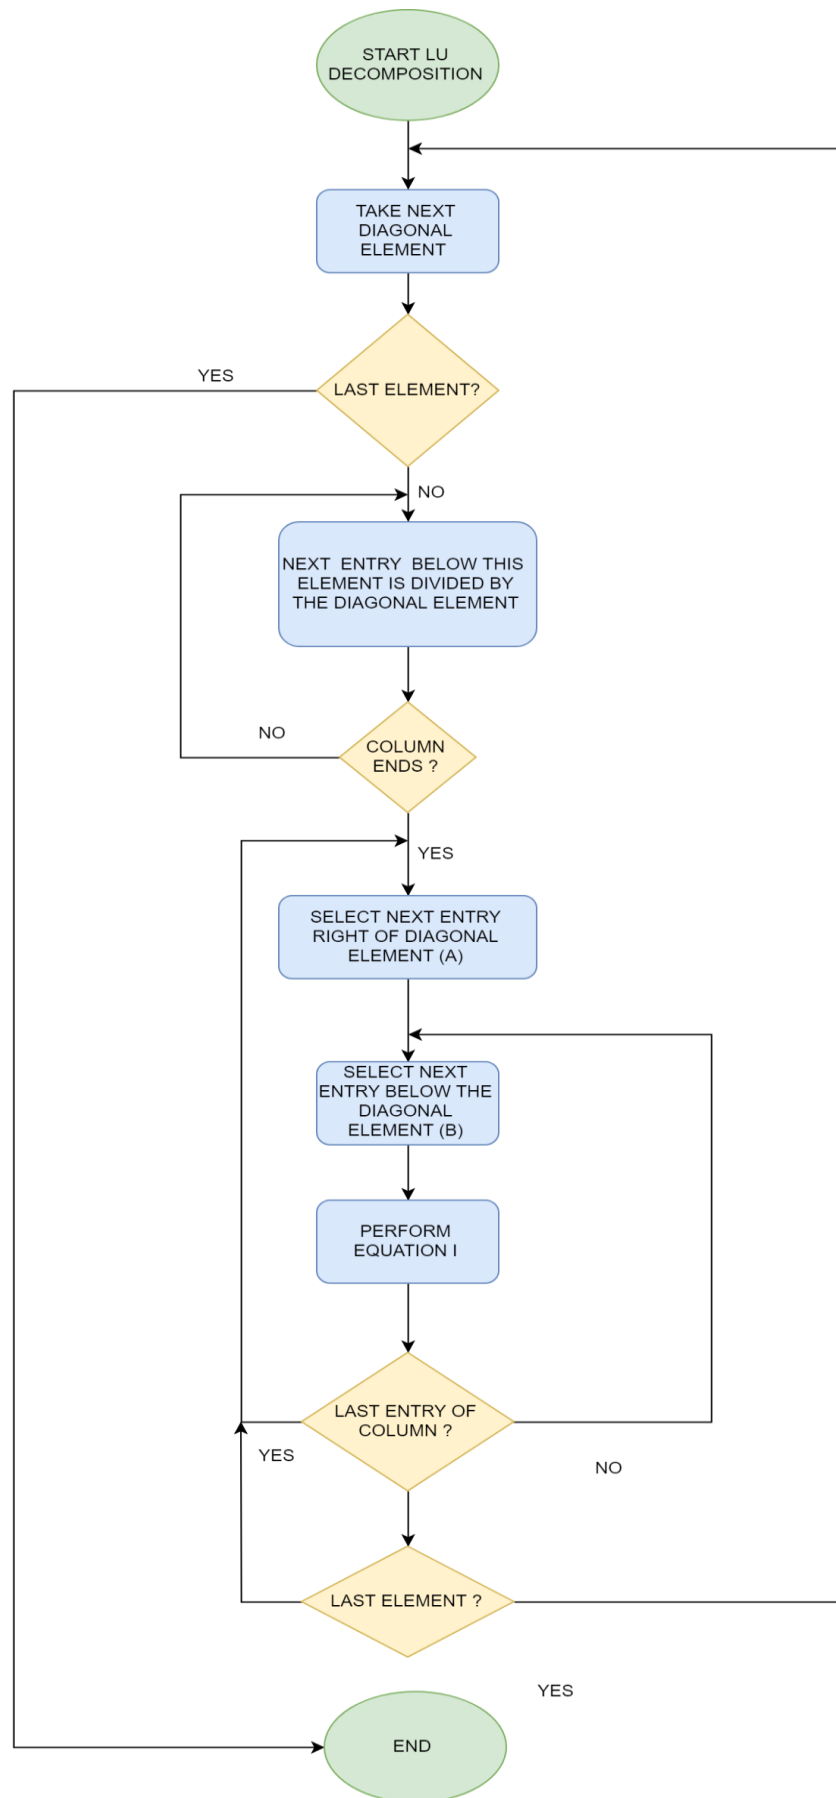 START LU
DECOMPOSITION
TAKE NEXT
DIAGONAL
ELEMENT
YES
LAST ELEMENT?
NO
NEXT ENTRY BELOW THIS
ELEMENT IS DIVIDED BY
THE DIAGONAL ELEMENT
NO
COLUMN
ENDS ?
YES
SELECT NEXT ENTRY
RIGHT OF DIAGONAL
ELEMENT (A)
SELECT NEXT
ENTRY BELOW THE
DIAGONAL
ELEMENT (B)
PERFORM
EQUATION I
LAST ENTRY OF
COLUMN ?
YES
NO
LAST ELEMENT ?
YES
END